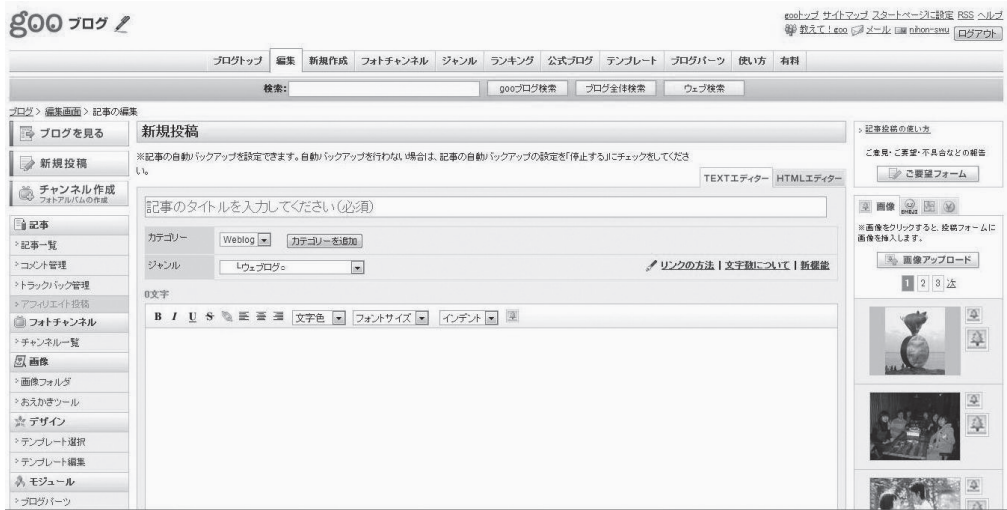 goo ブログ
gooトップ サイトマップ スタートページに設定 RSS ヘルプ
教えて!goo メール nihon-swu ログアウト
ブログトップ 編集 新規作成 フォトチャンネル ジャンル ランキング 公式ブログ テンプレート ブログパーツ 使い方 有料
検索: gooブログ検索 ブログ全体検索 ウェブ検索
ブログ > 編集画面 > 記事の編集
ブログを見る
新規投稿
チャンネル作成
フォトアルバムの作成
記事
記事一覧
コメント管理
トラックバック管理
アフィリエイト投稿
フォトチャンネル
チャンネル一覧
画像
画像フォルダ
おえかきツール
デザイン
テンプレート選択
テンプレート編集
モジュール
ブログパーツ
新規投稿
※記事の自動バックアップを設定できます。自動バックアップを行わない場合は、記事の自動バックアップの設定を「停止する」にチェックをしてくださ
い。
TEXTエディター HTMLエディター
記事のタイトルを入力してください(必須)
カテゴリー Weblog カテゴリーを追加
ジャンル └ウェブログ。
リンクの方法 | 文字数について | 新機能
0文字
B I U S 文字色 フォントサイズ インデント
記事投稿の使い方
ご意見・ご要望・不具合などの報告
ご要望フォーム
画像
※画像をクリックすると、投稿フォームに
画像を挿入します。
画像アップロード
1 2 3 次